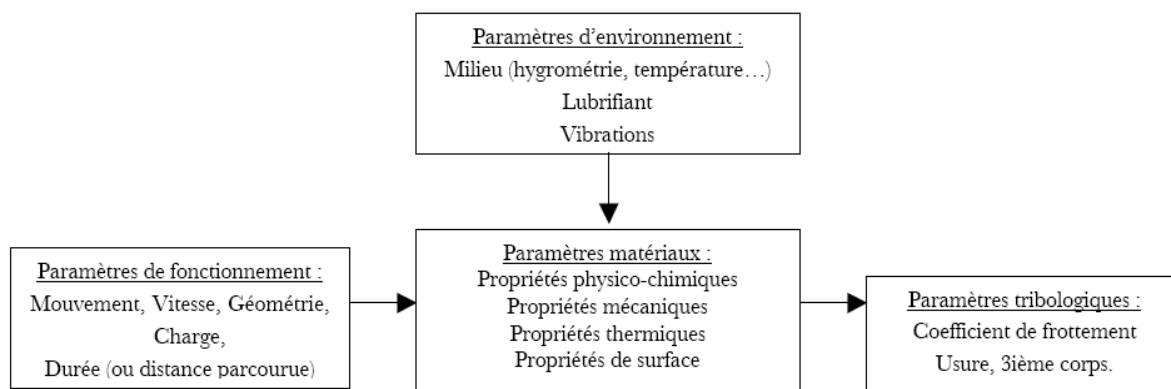 Paramètres d’environnement :
Milieu (hygrométrie, température…)
Lubrifiant
Vibrations
Paramètres de fonctionnement :
Mouvement, Vitesse, Géométrie,
Charge,
Durée (ou distance parcourue)
Paramètres matériaux :
Propriétés physico-chimiques
Propriétés mécaniques
Propriétés thermiques
Propriétés de surface
Paramètres tribologiques :
Coefficient de frottement
Usure, 3ième corps.